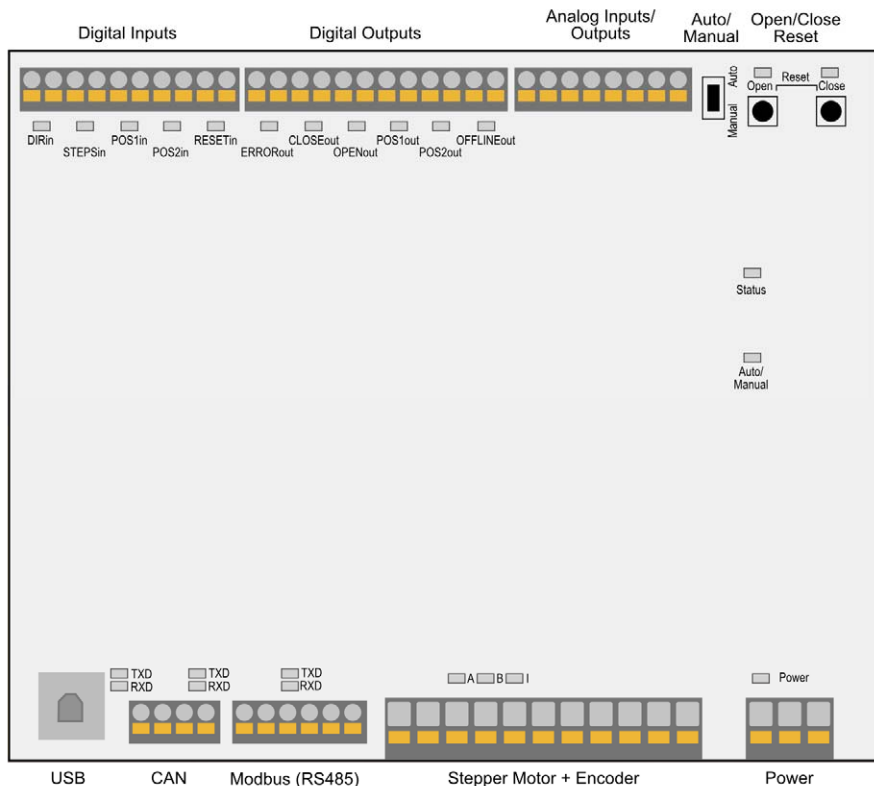 Digital Inputs
Digital Outputs
Analog Inputs/
Outputs
Auto/
Manual
Open/Close
Reset
Auto
Manual
Open
Reset
Close
DIRin
STEPSin
POS1in
POS2in
RESETin
ERRORout
CLOSEout
OPENout
POS1out
POS2out
OFFLINEout
Status
Auto/
Manual
TXD
RXD
TXD
RXD
TXD
RXD
A
B
I
Power
USB
CAN
Modbus (RS485)
Stepper Motor + Encoder
Power